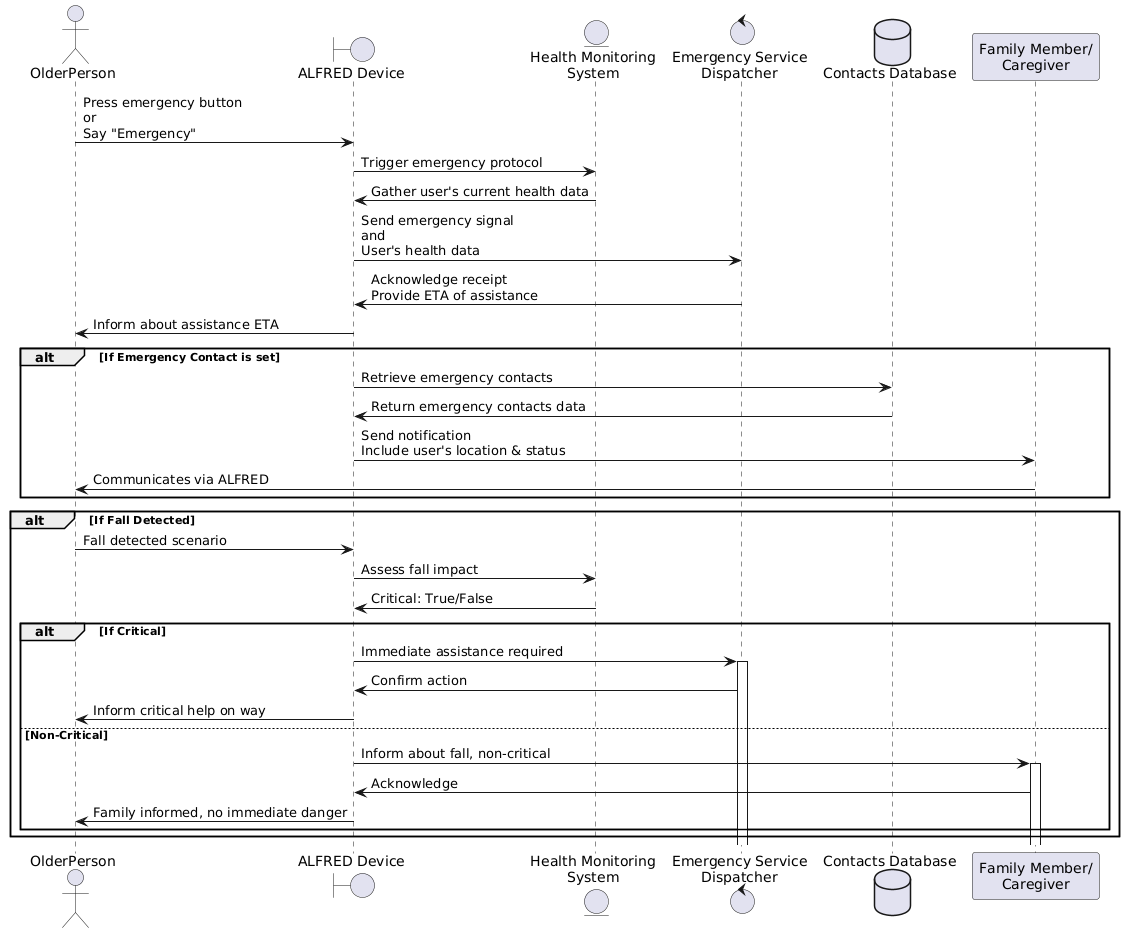 OlderPerson
ALFRED Device
Health Monitoring
System
Emergency Service
Dispatcher
Contacts Database
Family Member/
Caregiver
Press emergency button
or
Say "Emergency"
Trigger emergency protocol
Gather user's current health data
Send emergency signal
and
User's health data
Acknowledge receipt
Provide ETA of assistance
Inform about assistance ETA
alt
[If Emergency Contact is set]
Retrieve emergency contacts
Return emergency contacts data
Send notification
Include user's location & status
Communicates via ALFRED
alt
[If Fall Detected]
Fall detected scenario
Assess fall impact
Critical: True/False
alt
[If Critical]
Immediate assistance required
Confirm action
Inform critical help on way
[Non-Critical]
Inform about fall, non-critical
Acknowledge
Family informed, no immediate danger
OlderPerson
ALFRED Device
Health Monitoring
System
Emergency Service
Dispatcher
Contacts Database
Family Member/
Caregiver